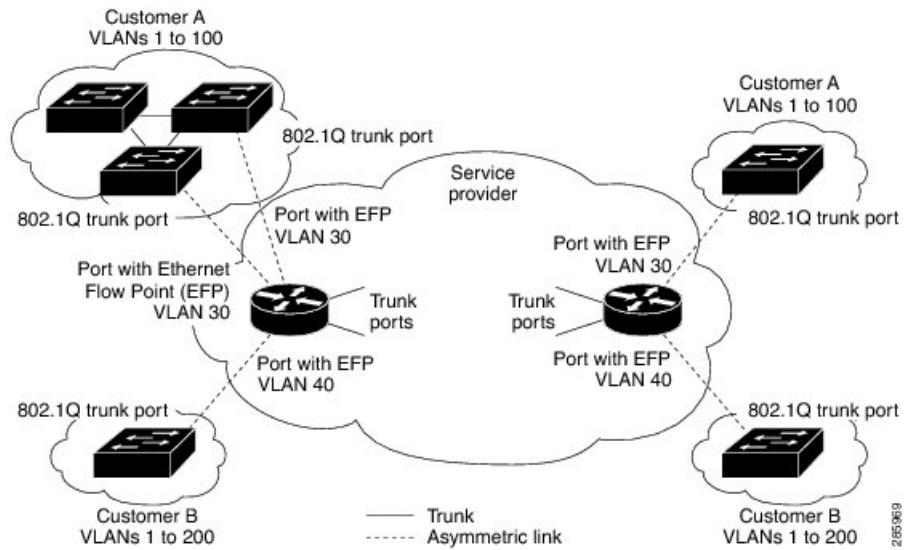 Customer A
VLANs 1 to 100
Customer A
VLANs 1 to 100
802.1Q trunk port
Service
provider
802.1Q trunk port
802.1Q trunk port
Port with EFP
VLAN 30
Port with EFP
VLAN 30
Port with Ethernet
Flow Point (EFP)
VLAN 30
Trunk
ports
Trunk
ports
Port with EFP
VLAN 40
Port with EFP
VLAN 40
802.1Q trunk port
802.1Q trunk port
Customer B
VLANs 1 to 200
Trunk
Asymmetric link
Customer B
VLANs 1 to 200
285969